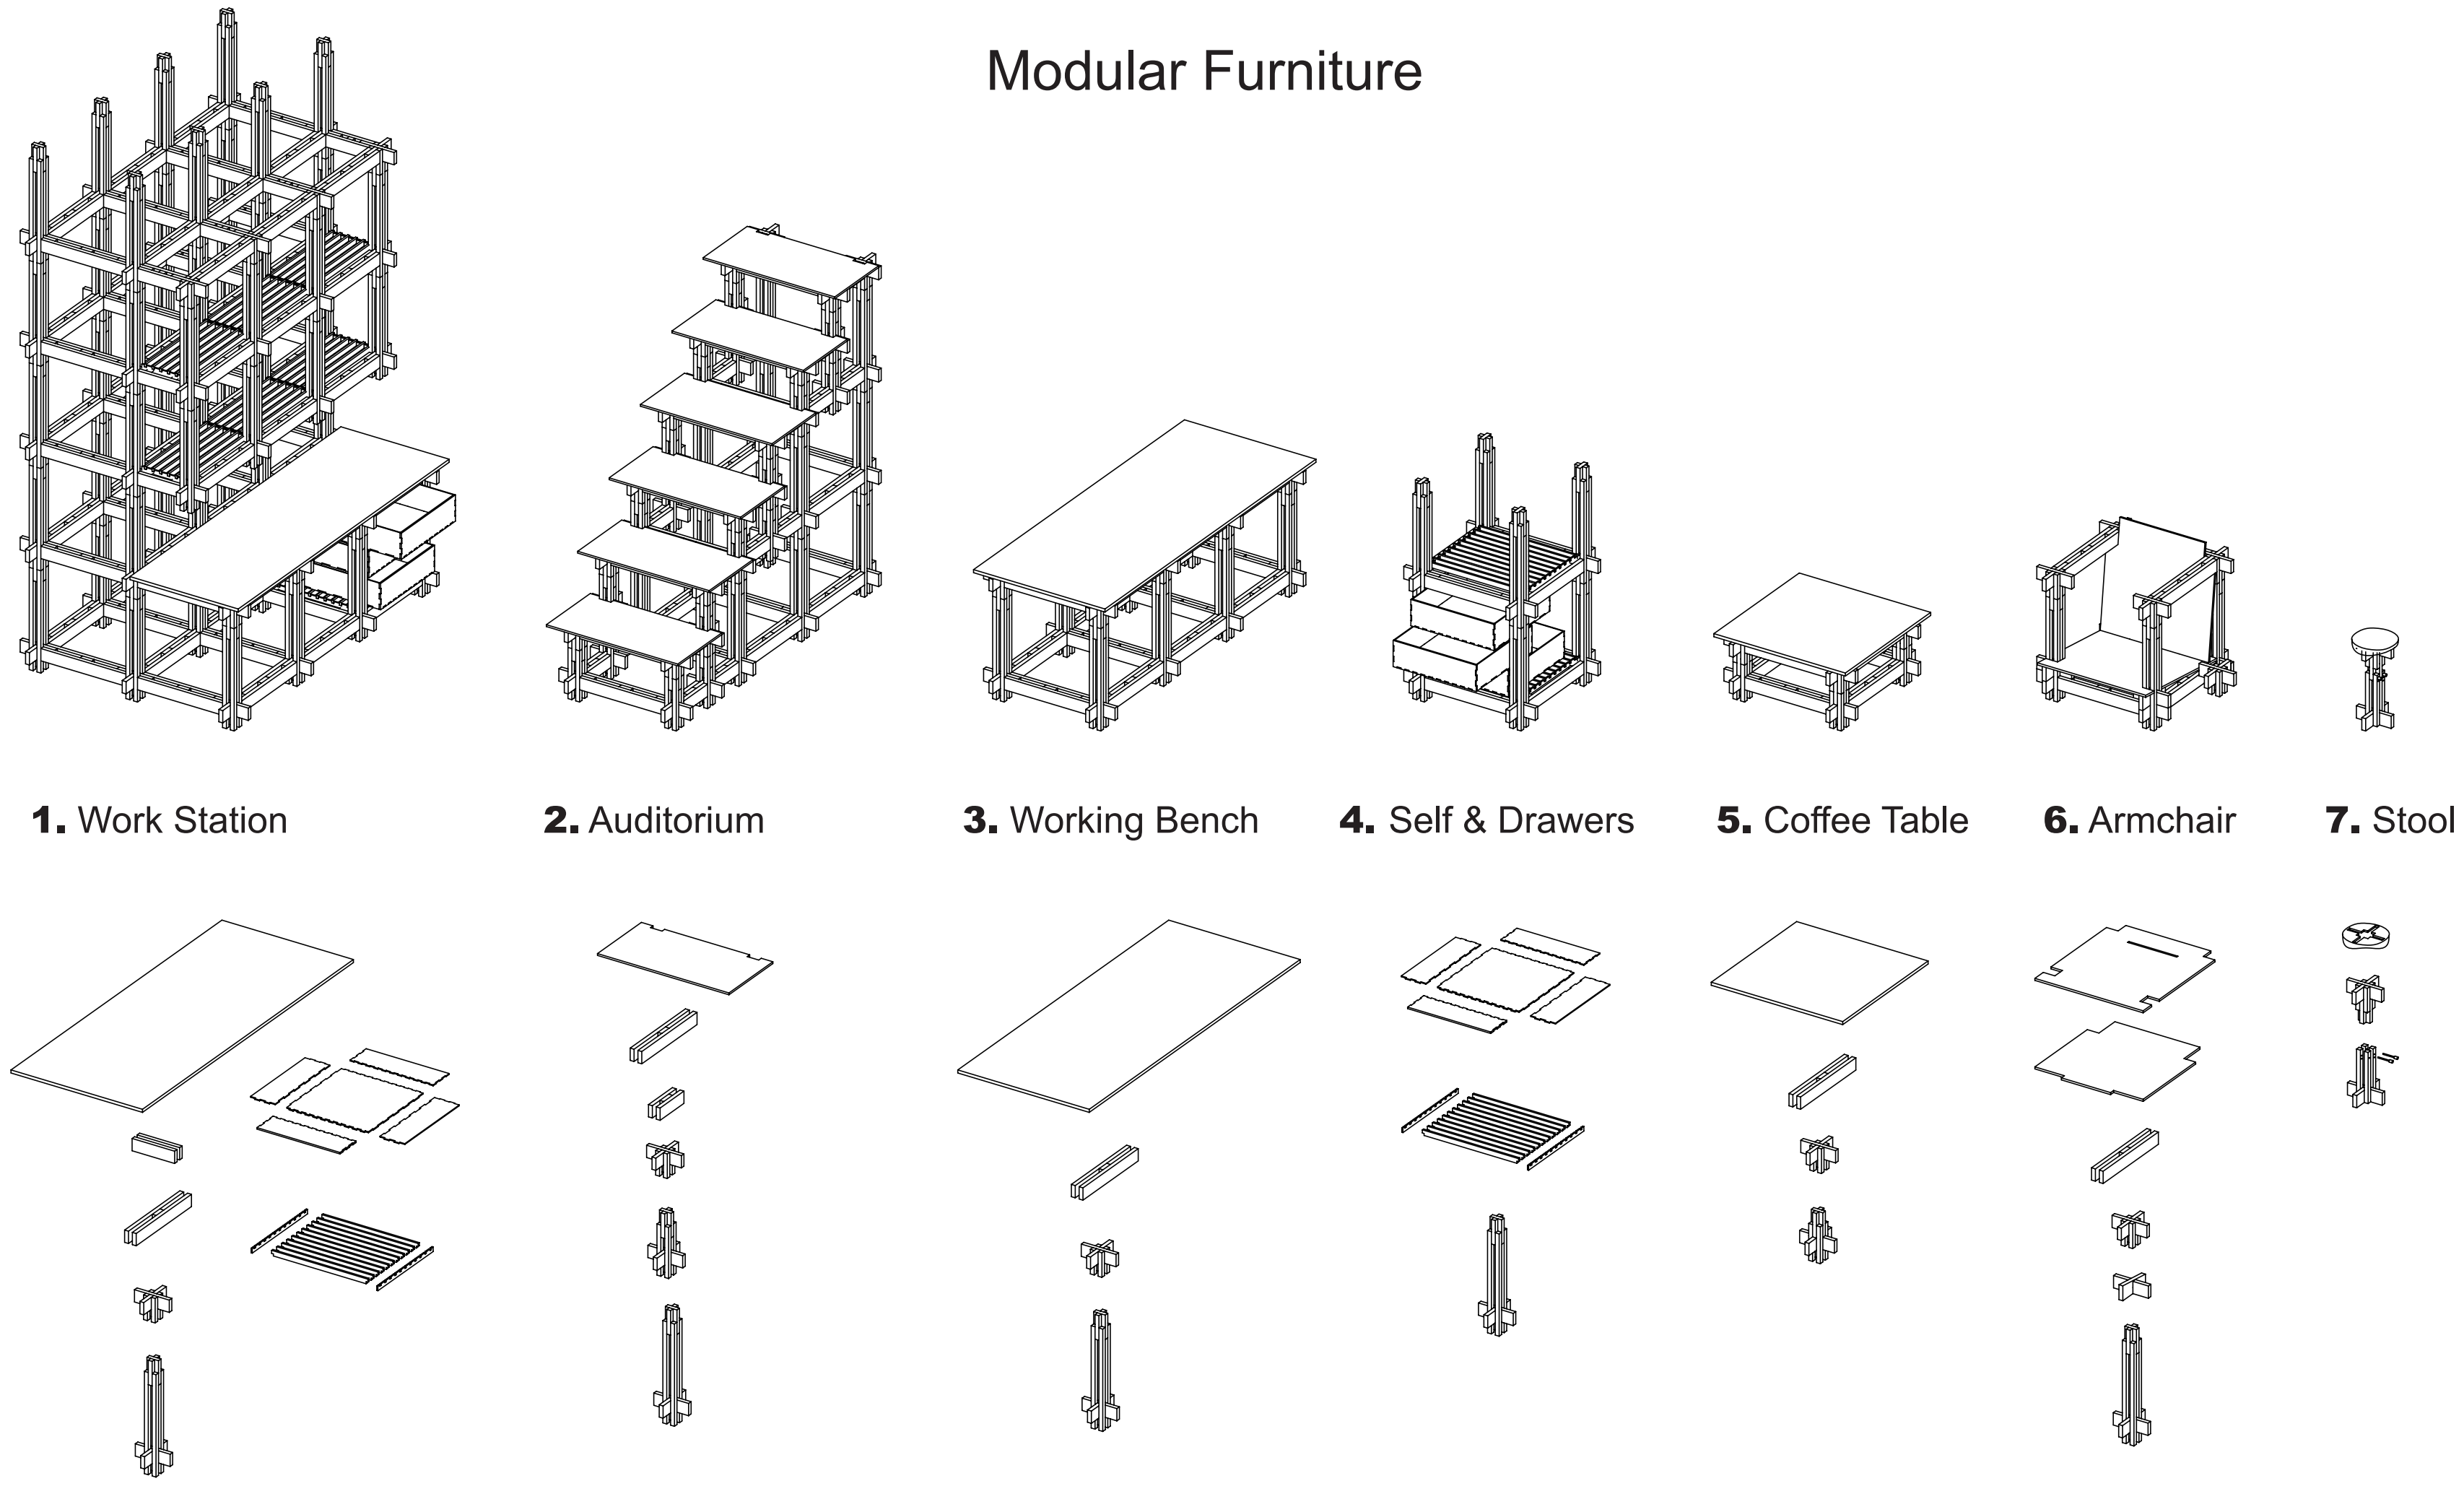 Modular Furniture
1. Work Station
2. Auditorium
3. Working Bench
4. Self & Drawers
5. Coffee Table
6. Armchair
7. Stool